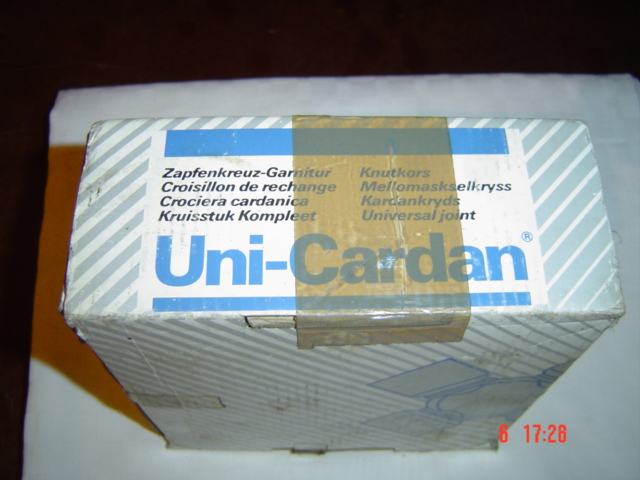 Zapfenkreuz-Garnitur Knutkors
Croisillon de rechange Mellomaskselkryss
Crociera cardanica Kardankryds
Kruisstuk Kompleet Universal joint
Uni-Cardan®
6 17:28